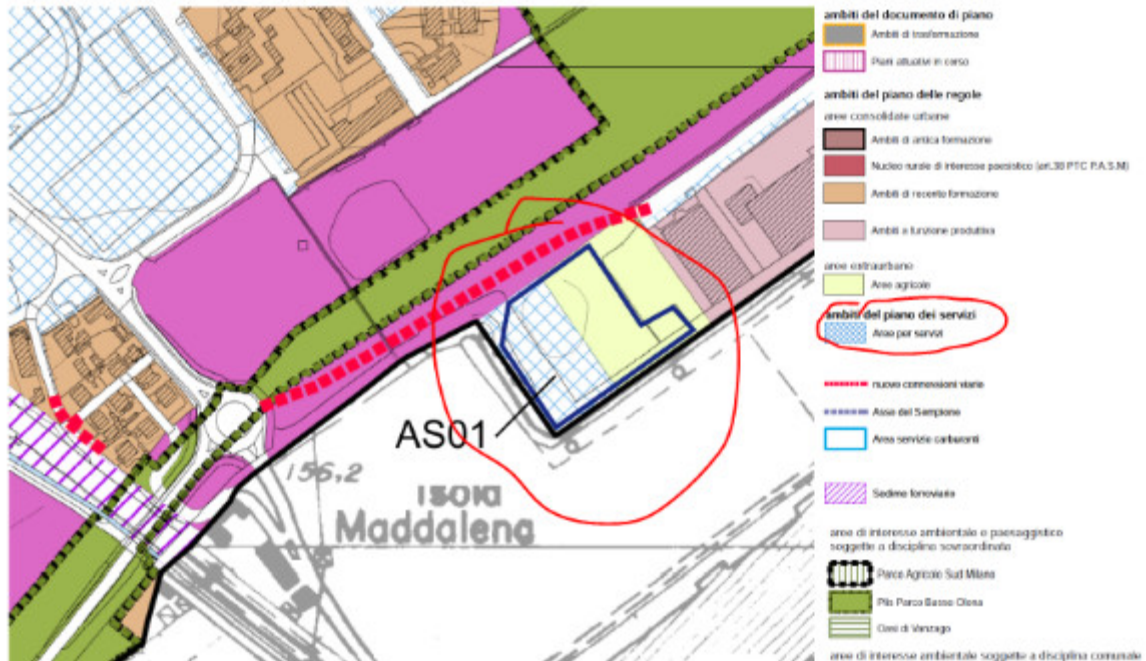 AS01
156,2
Isola
Maddalena
ambiti del documento di piano
Ambiti di trasformazione
Piani attuativi in corso
ambiti del piano delle regole
aree consolidate urbane
Ambiti di antica formazione
Nucleo rurale di interesse paesistico (art.38 PTC P.A.S.M)
Ambiti di recente formazione
Ambiti a funzione produttiva
aree extraurbane
Aree agricole
ambiti del piano dei servizi
Aree per servizi
nuove connessioni viarie
Asse del Sempione
Area servizio carburanti
Sedime ferroviario
aree di interesse ambientale e paesaggistico
soggette a disciplina sovraordinata
Parco Agricolo Sud Milano
Plis Parco Basso Olona
Oasi di Vanzago
aree di interesse ambientale soggette a disciplina comunale